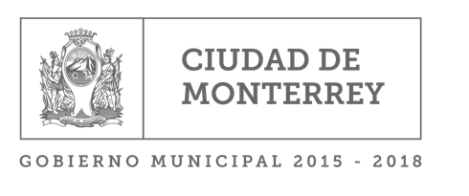 CIUDAD DE
MONTERREY
GOBIERNO MUNICIPAL 2015 - 2018